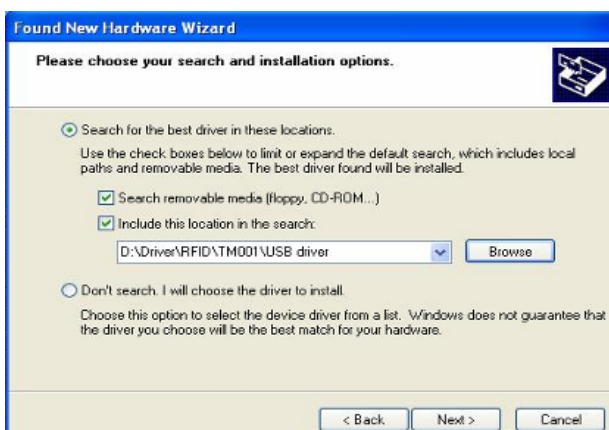 Found New Hardware Wizard
Please choose your search and installation options.
Search for the best driver in these locations.
Use the check boxes below to limit or expand the default search, which includes local
paths and removable media. The best driver found will be installed.
Search removable media (floppy, CD-ROM...)
Include this location in the search:
D:\Driver\RFID\TM001\USB driver
Browse
Don't search. I will choose the driver to install.
Choose this option to select the device driver from a list. Windows does not guarantee that
the driver you choose will be the best match for your hardware.
< Back Next > Cancel